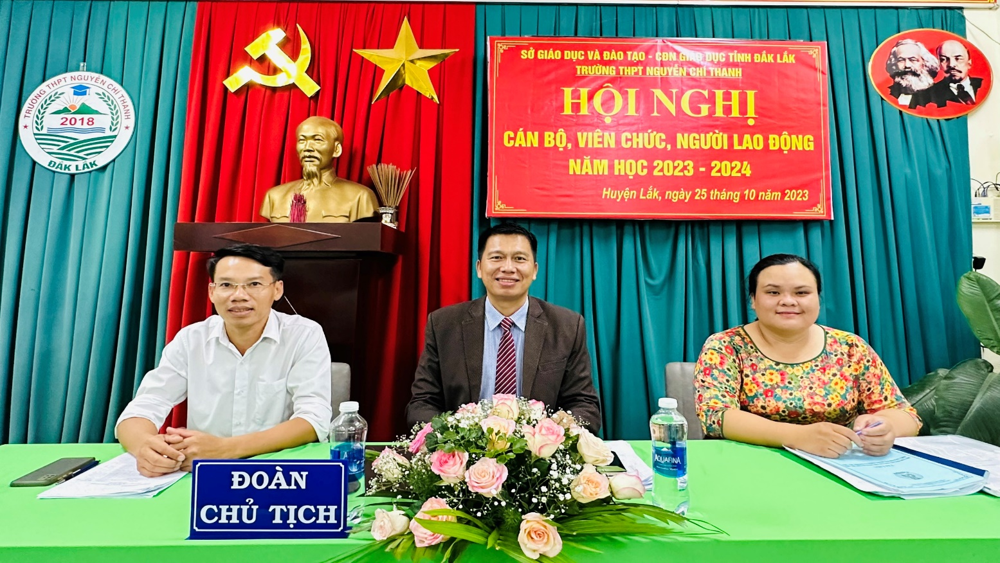 TRƯỜNG THPT NGUYỄN CHÍ THANH
2018
ĐẮK LẮK
SỞ GIÁO DỤC VÀ ĐÀO TẠO - CĐN GIÁO DỤC TỈNH ĐẮK LẮK
TRƯỜNG THPT NGUYỄN CHÍ THANH
HỘI NGHỊ
CÁN BỘ, VIÊN CHỨC, NGƯỜI LAO ĐỘNG
NĂM HỌC 2023 - 2024
Huyện Lắk, ngày 25 tháng 10 năm 2023
ĐOÀN
CHỦ TỊCH
AQUAFINA